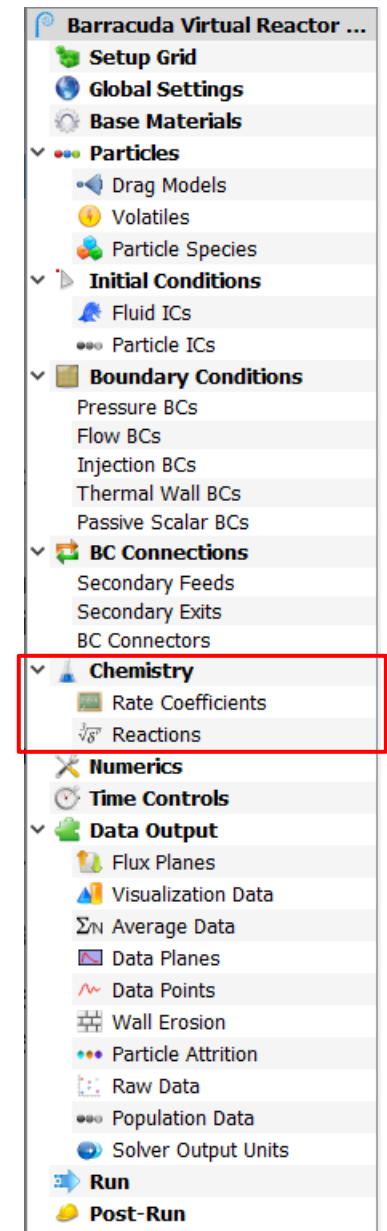 Barracuda Virtual Reactor ...
Setup Grid
Global Settings
Base Materials
Particles
Drag Models
Volatiles
Particle Species
Initial Conditions
Fluid ICs
Particle ICs
Boundary Conditions
Pressure BCs
Flow BCs
Injection BCs
Thermal Wall BCs
Passive Scalar BCs
BC Connections
Secondary Feeds
Secondary Exits
BC Connectors
Chemistry
Rate Coefficients
Reactions
Numerics
Time Controls
Data Output
Flux Planes
Visualization Data
Σ/N Average Data
Data Planes
Data Points
Wall Erosion
Particle Attrition
Raw Data
Population Data
Solver Output Units
Run
Post-Run